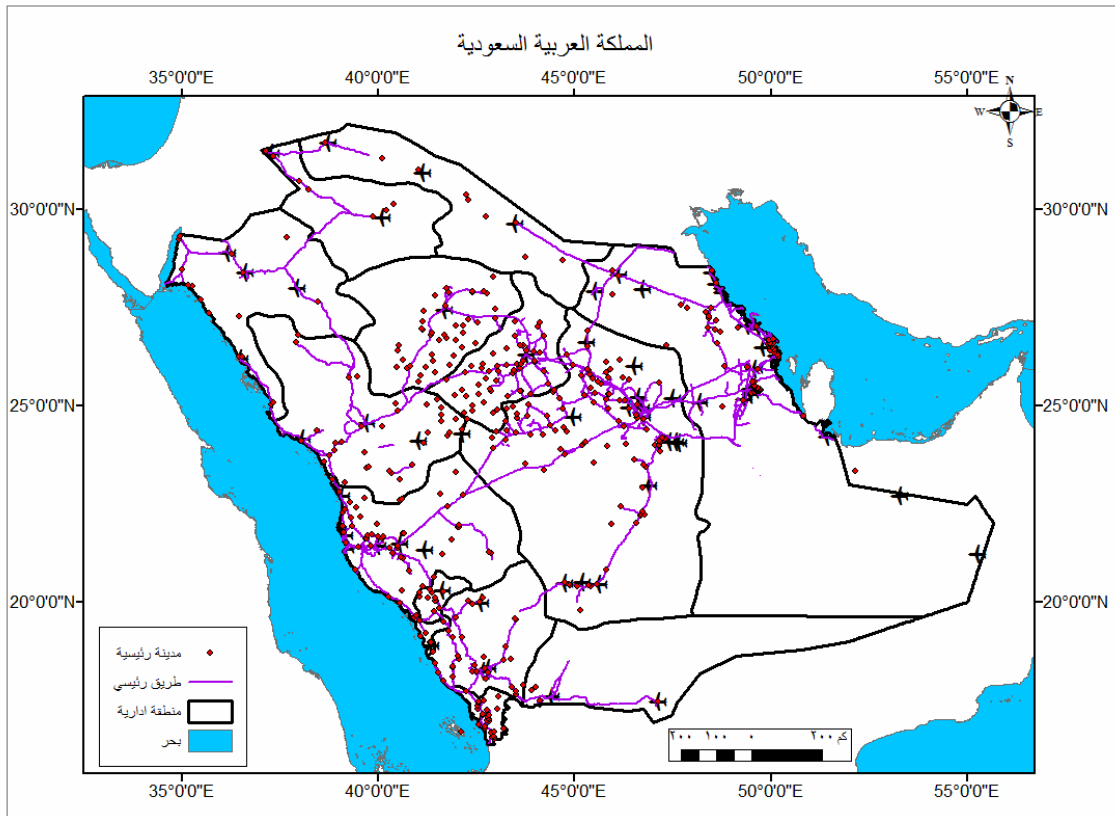 المملكة العربية السعودية
35°0'0"E 40°0'0"E 45°0'0"E 50°0'0"E 55°0'0"E
N
W E
S
30°0'0"N 30°0'0"N
25°0'0"N 25°0'0"N
20°0'0"N 20°0'0"N
مدينة رئيسية
طريق رئيسي
منطقة ادارية
بحر
٢٠٠ ١٠٠ ٠ ٢٠٠ كم
35°0'0"E 40°0'0"E 45°0'0"E 50°0'0"E 55°0'0"E